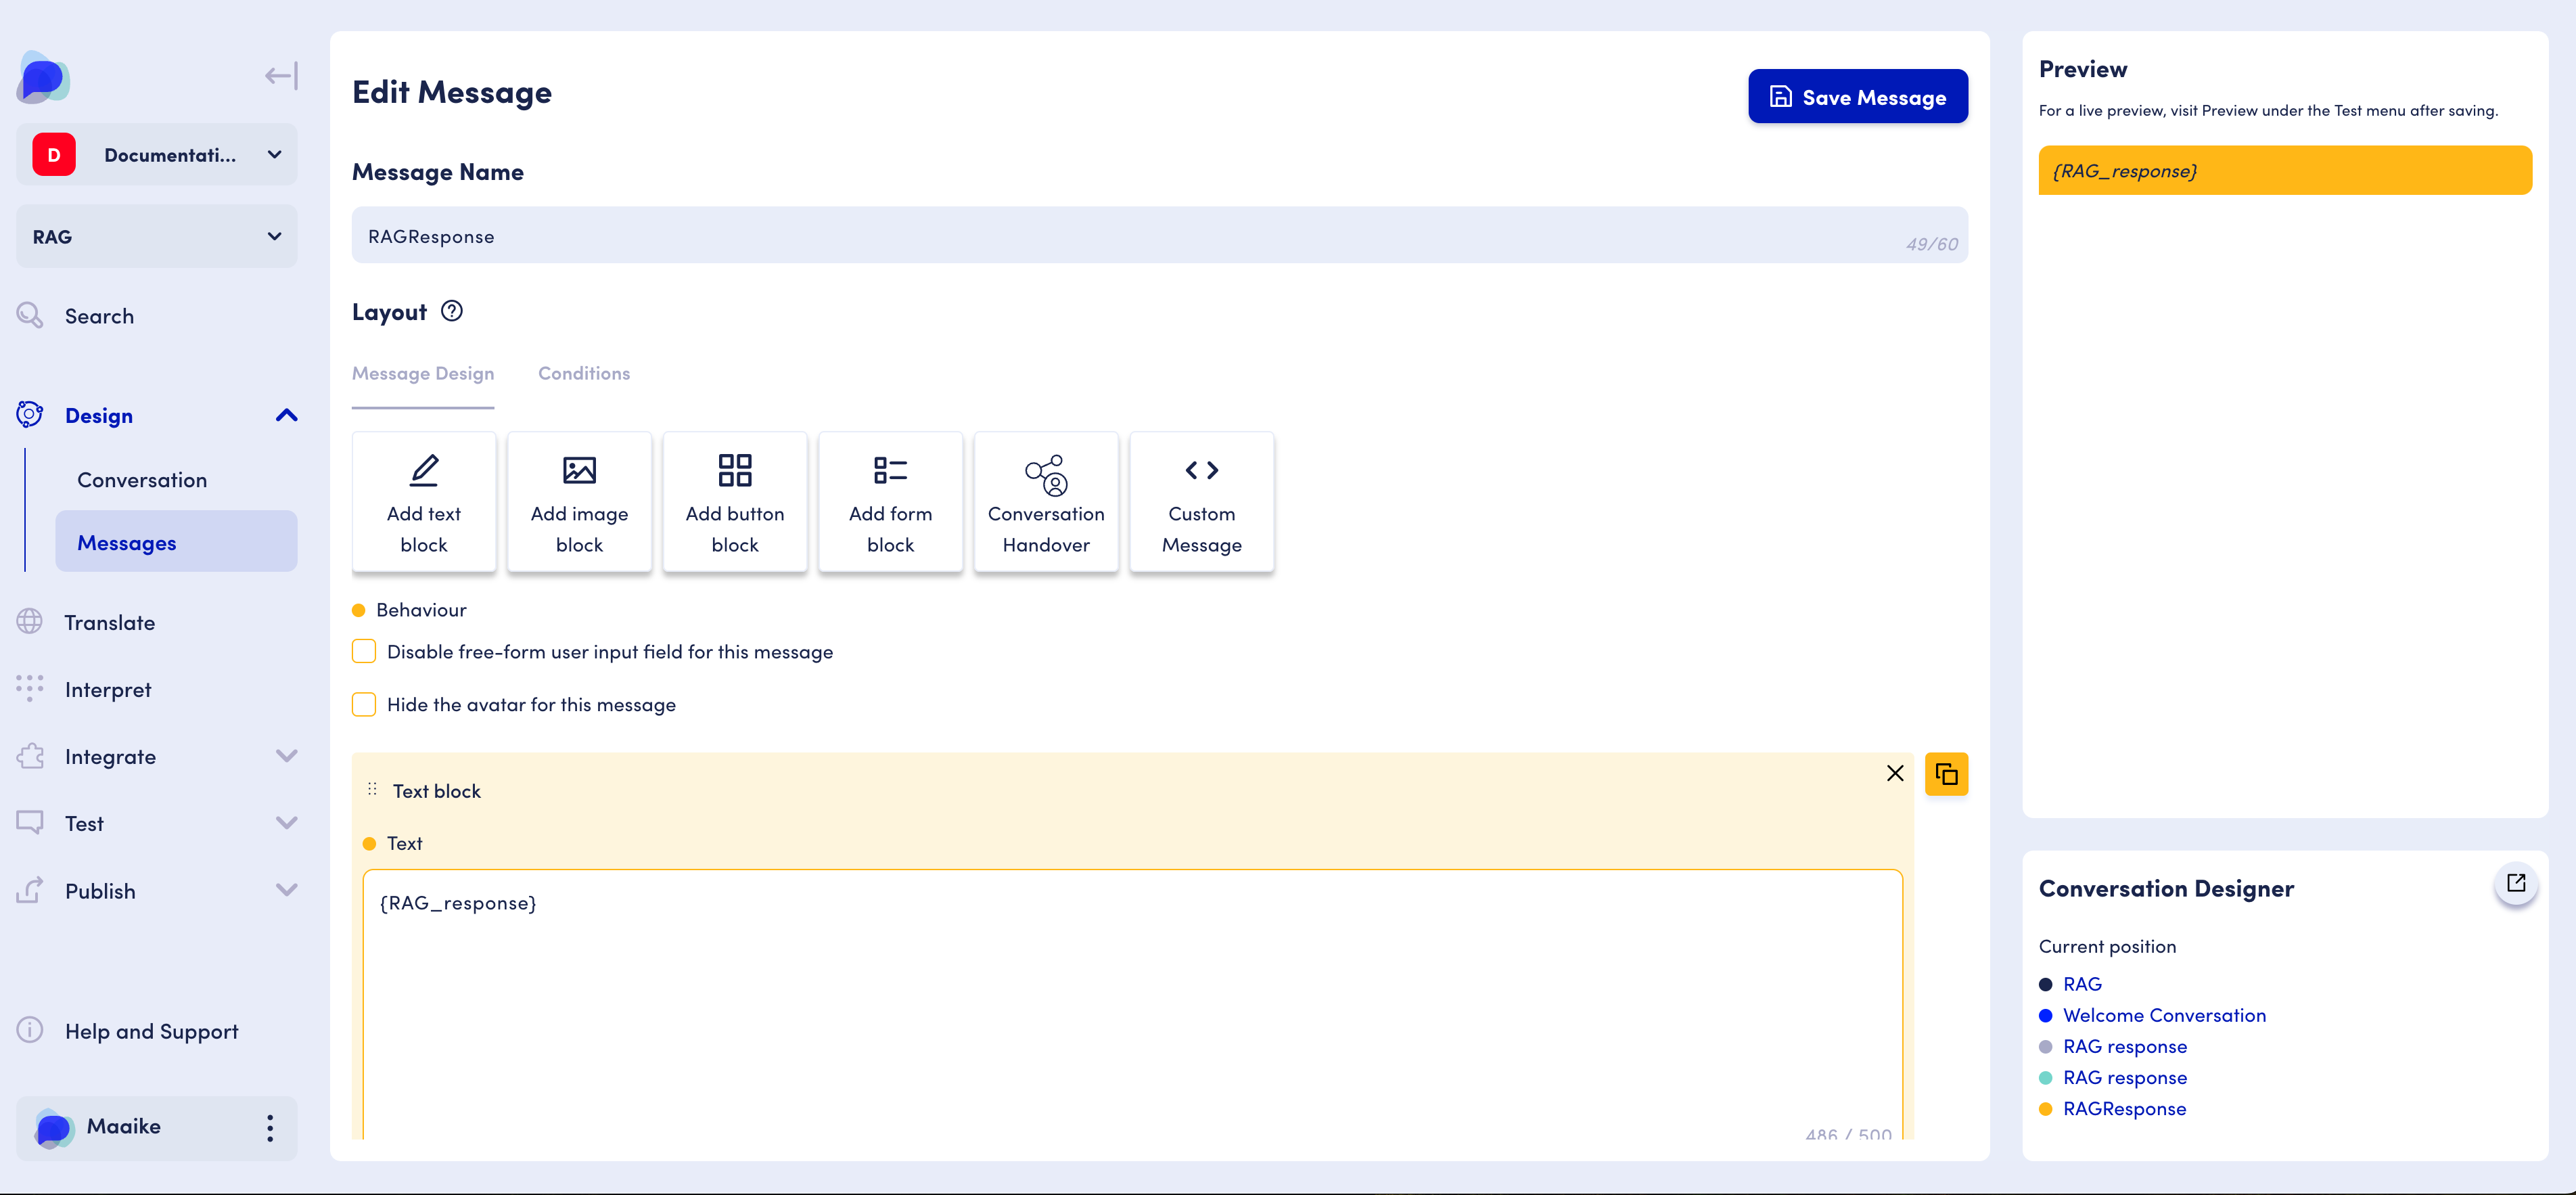 D
Documentati...
RAG
Search
Design
Conversation
Messages
Translate
Interpret
Integrate
Test
Publish
Help and Support
Maaike
Edit Message
Save Message
Message Name
RAGResponse
49/60
Layout
Message Design
Conditions
Add text
block
Add image
block
Add button
block
Add form
block
Conversation
Handover
Custom
Message
Behaviour
Disable free-form user input field for this message
Hide the avatar for this message
Text block
Text
{RAG_response}
486 / 500
Preview
For a live preview, visit Preview under the Test menu after saving.
{RAG_response}
Conversation Designer
Current position
RAG
Welcome Conversation
RAG response
RAG response
RAGResponse